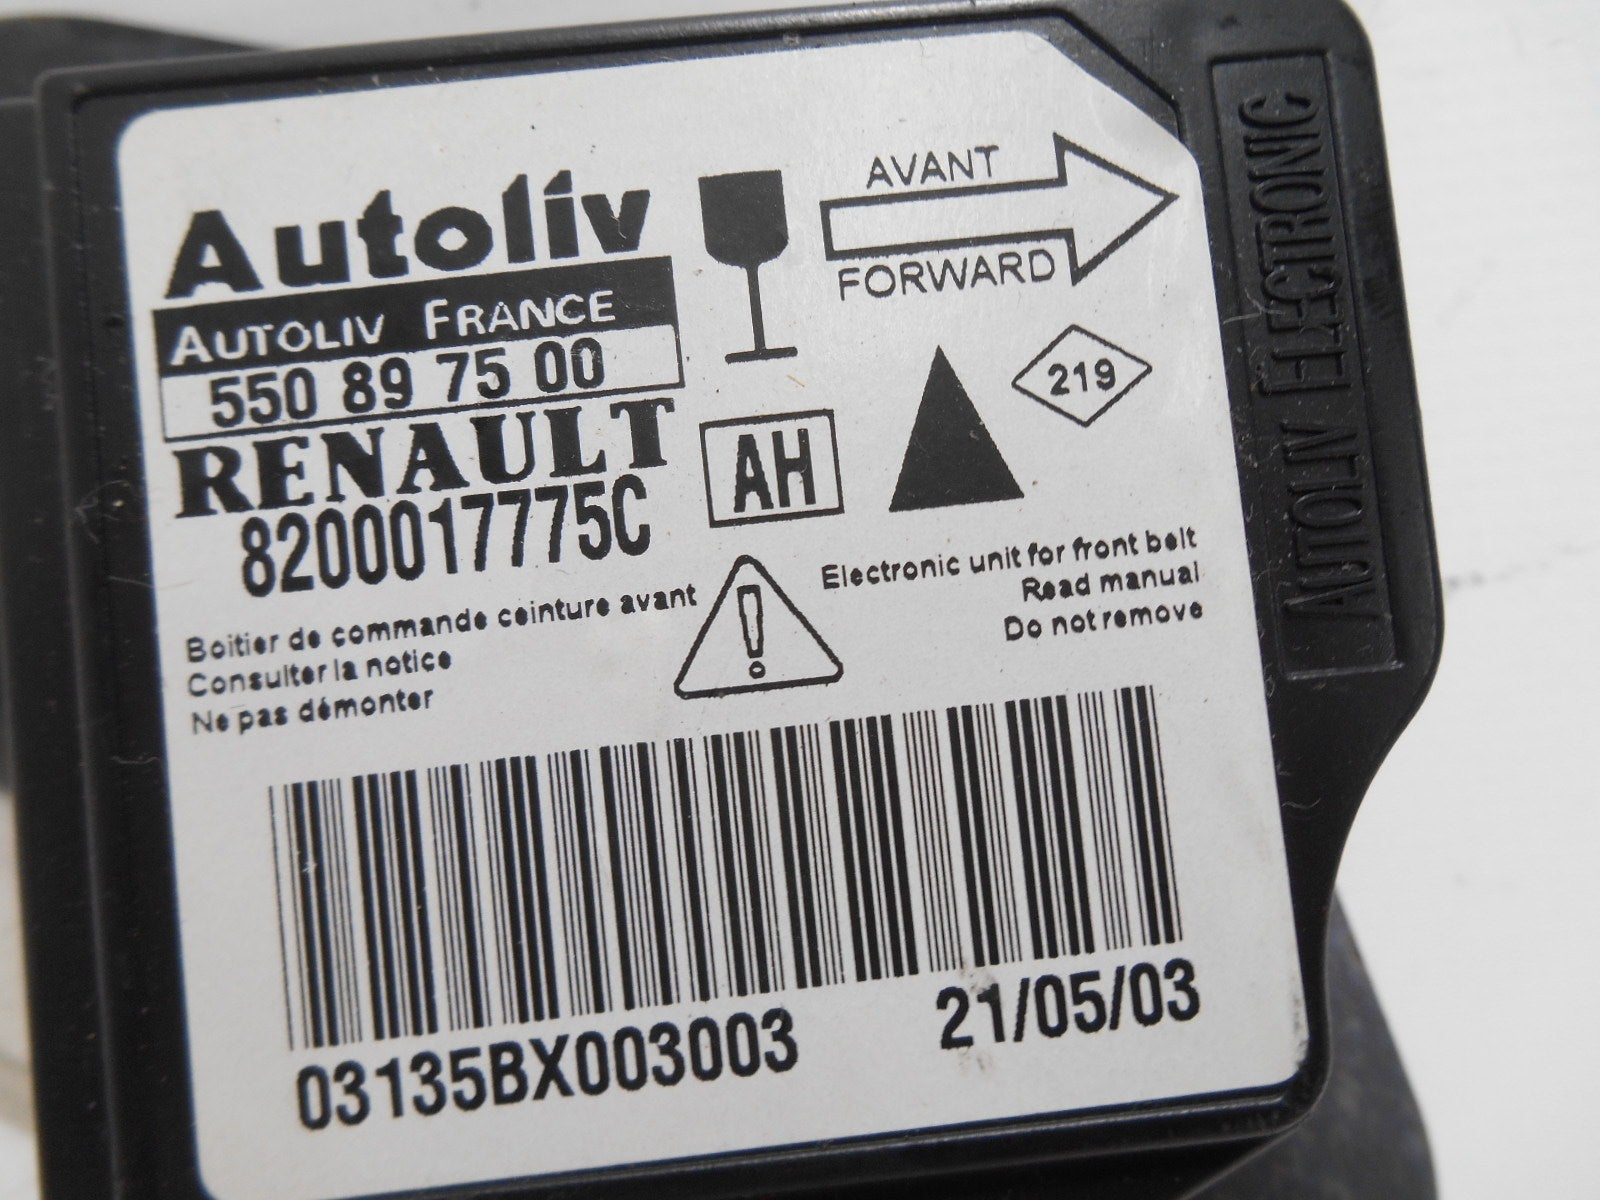 Autoliv
AUTOLIV FRANCE
550 89 75 00
RENAULT
8200017775C
AVANT
FORWARD
219
AH
Boitier de commande ceinture avant
Consulter la notice
Ne pas démonter
!
Electronic unit for front belt
Read manual
Do not remove
03135BX003003
21/05/03
AUTOLIV ELECTRONIC